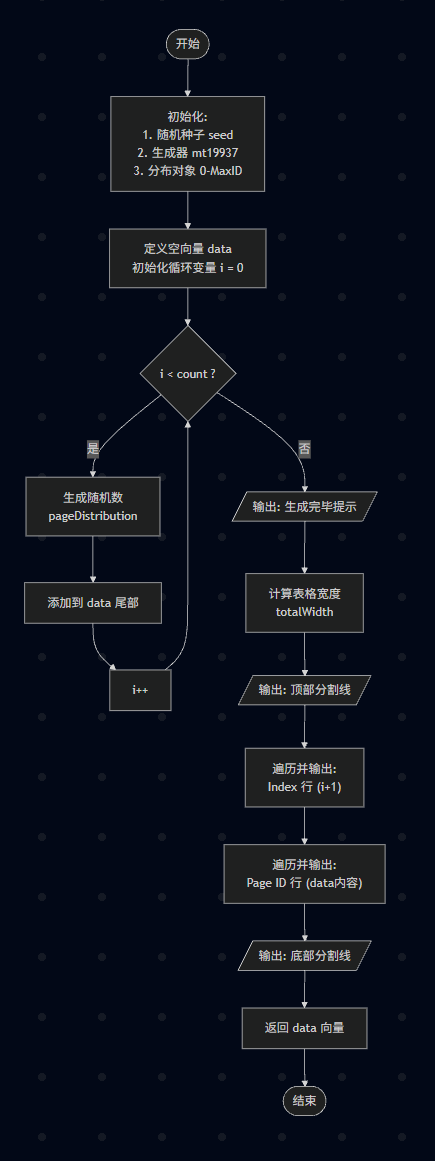 开始
初始化:
1. 随机种子 seed
2. 生成器 mt19937
3. 分布对象 0-MaxID
定义空向量 data
初始化循环变量 i = 0
i < count ?
是
否
生成随机数
pageDistribution
添加到 data 尾部
i++
输出: 生成完毕提示
计算表格宽度
totalWidth
输出: 顶部分割线
遍历并输出:
Index 行 (i+1)
遍历并输出:
Page ID 行 (data内容)
输出: 底部分割线
返回 data 向量
结束